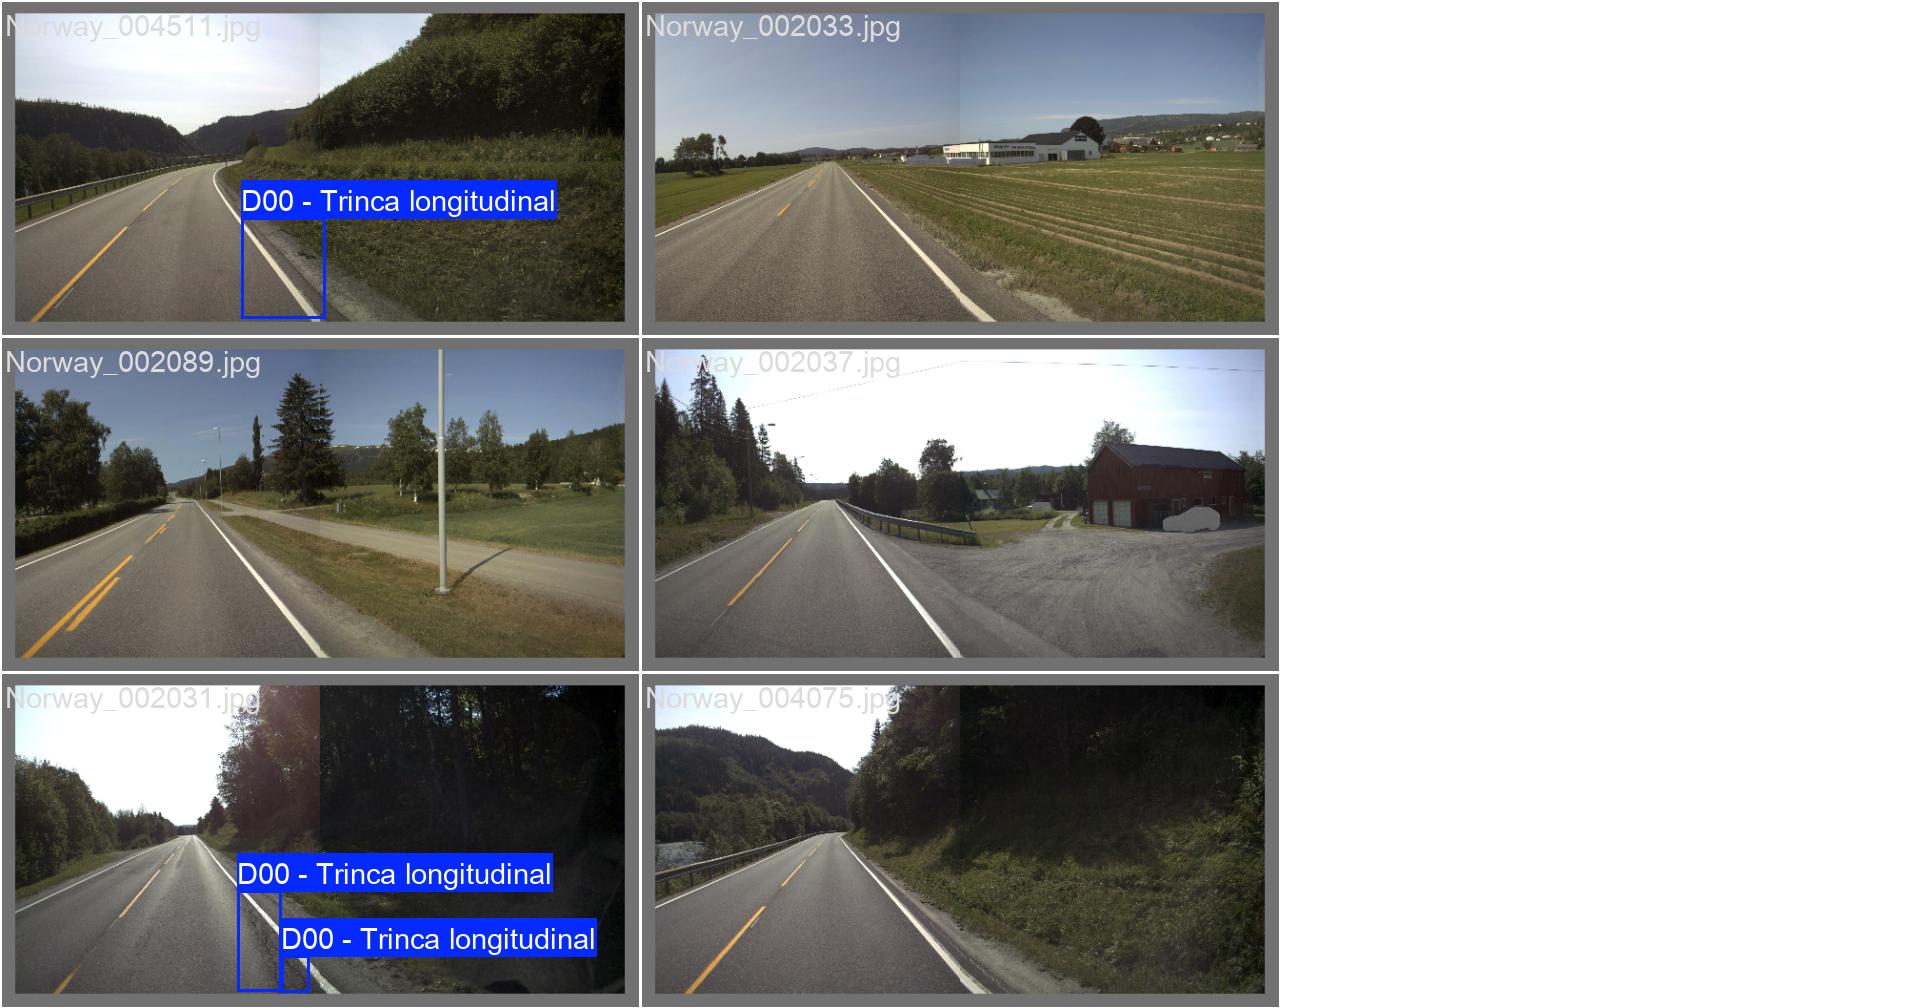 Norway_004511.jpg
D00 - Trinca longitudinal
Norway_002033.jpg
Norway_002089.jpg
Norway_002037.jpg
Norway_002031.jpg
D00 - Trinca longitudinal
D00 - Trinca longitudinal
Norway_004075.jpg